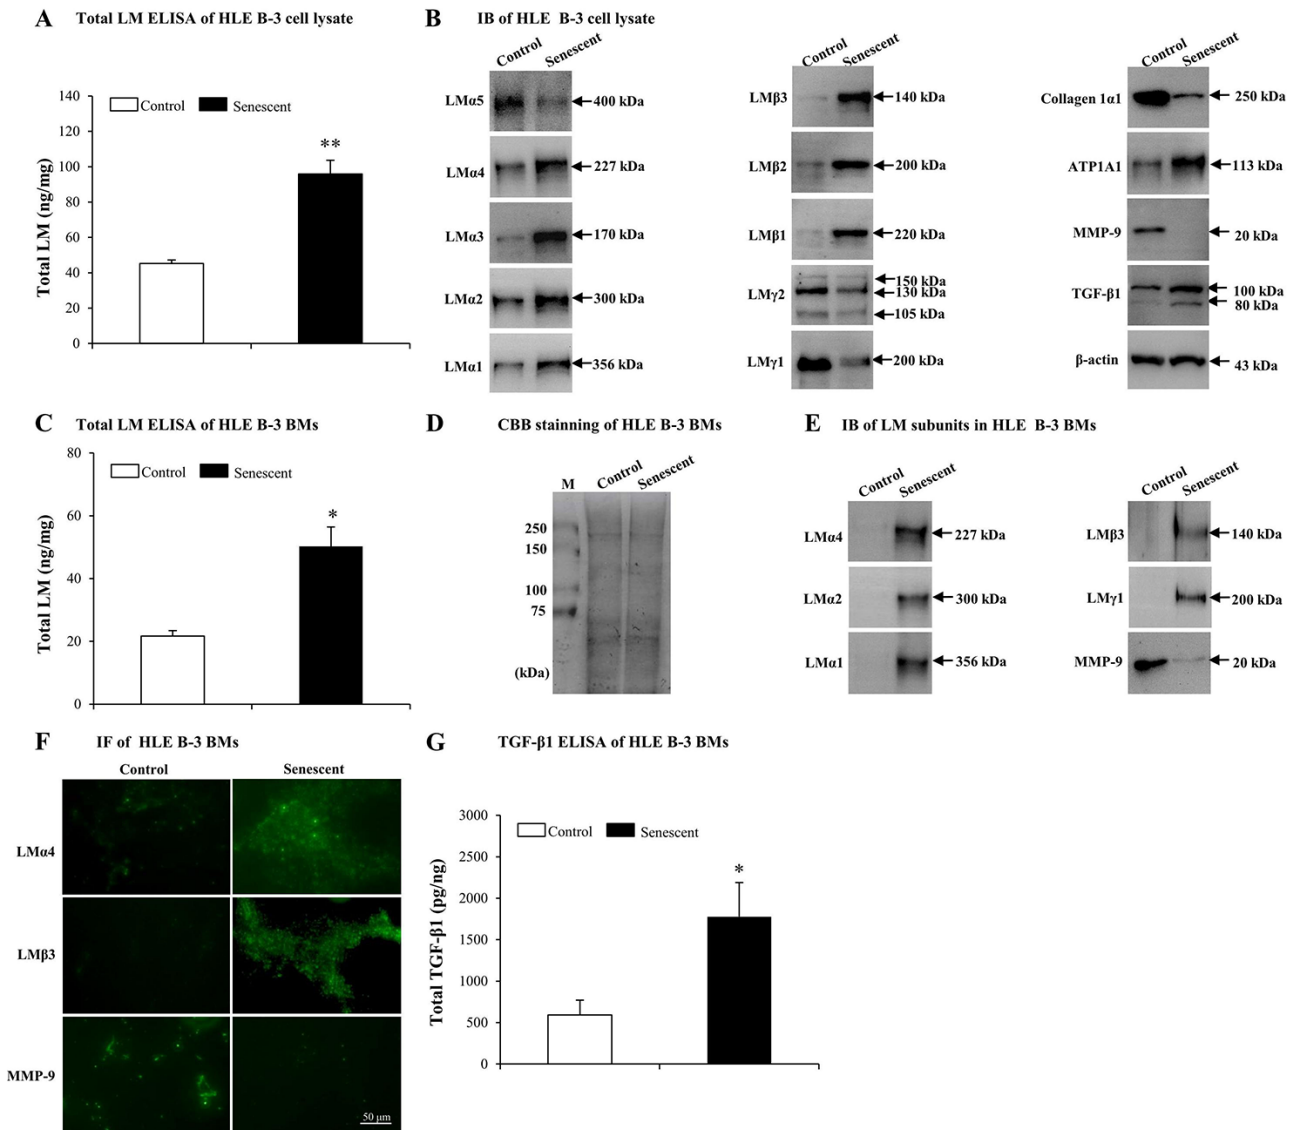 A Total LM ELISA of HLE B-3 cell lysate
Total LM (ng/mg)
140
120
100
80
60
40
20
0
Control
Senescent
**
B IB of HLE B-3 cell lysate
Control Senescent
LMα5 400 kDa
LMα4 227 kDa
LMα3 170 kDa
LMα2 300 kDa
LMα1 356 kDa
Control Senescent
LMβ3 140 kDa
LMβ2 200 kDa
LMβ1 220 kDa
150 kDa
LMγ2 130 kDa
105 kDa
LMγ1 200 kDa
Control Senescent
Collagen 1α1 250 kDa
ATP1A1 113 kDa
MMP-9 20 kDa
TGF-β1 100 kDa
80 kDa
β-actin 43 kDa
C Total LM ELISA of HLE B-3 BMs
Total LM (ng/mg)
80
60
40
20
0
Control
Senescent
*
D CBB stainning of HLE B-3 BMs
M Control Senescent
250
150
100
75
(kDa)
E IB of LM subunits in HLE B-3 BMs
Control Senescent
LMα4 227 kDa
LMα2 300 kDa
LMα1 356 kDa
Control Senescent
LMβ3 140 kDa
LMγ1 200 kDa
MMP-9 20 kDa
F IF of HLE B-3 BMs
Control Senescent
LMα4
LMβ3
MMP-9
50 μm
G TGF-β1 ELISA of HLE B-3 BMs
Total TGF-β1 (pg/ng)
3000
2500
2000
1500
1000
500
0
Control
Senescent
*